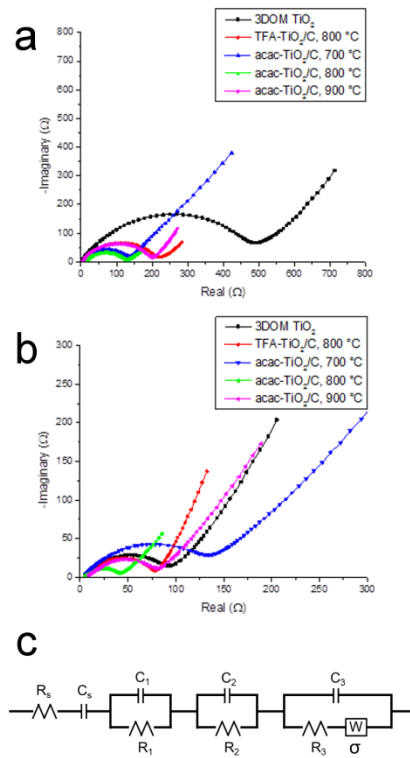 a
800
700
600
500
400
300
200
100
0
-Imaginary (Ω)
3DOM TiO₂
TFA-TiO₂/C, 800 °C
acac-TiO₂/C, 700 °C
acac-TiO₂/C, 800 °C
acac-TiO₂/C, 900 °C
0 100 200 300 400 500 600 700 800
Real (Ω)
b
300
250
200
150
100
50
0
-Imaginary (Ω)
3DOM TiO₂
TFA-TiO₂/C, 800 °C
acac-TiO₂/C, 700 °C
acac-TiO₂/C, 800 °C
acac-TiO₂/C, 900 °C
0 50 100 150 200 250 300
Real (Ω)
c
C₁ C₂ C₃
Rₛ Cₛ
W
R₁ R₂ R₃ σ